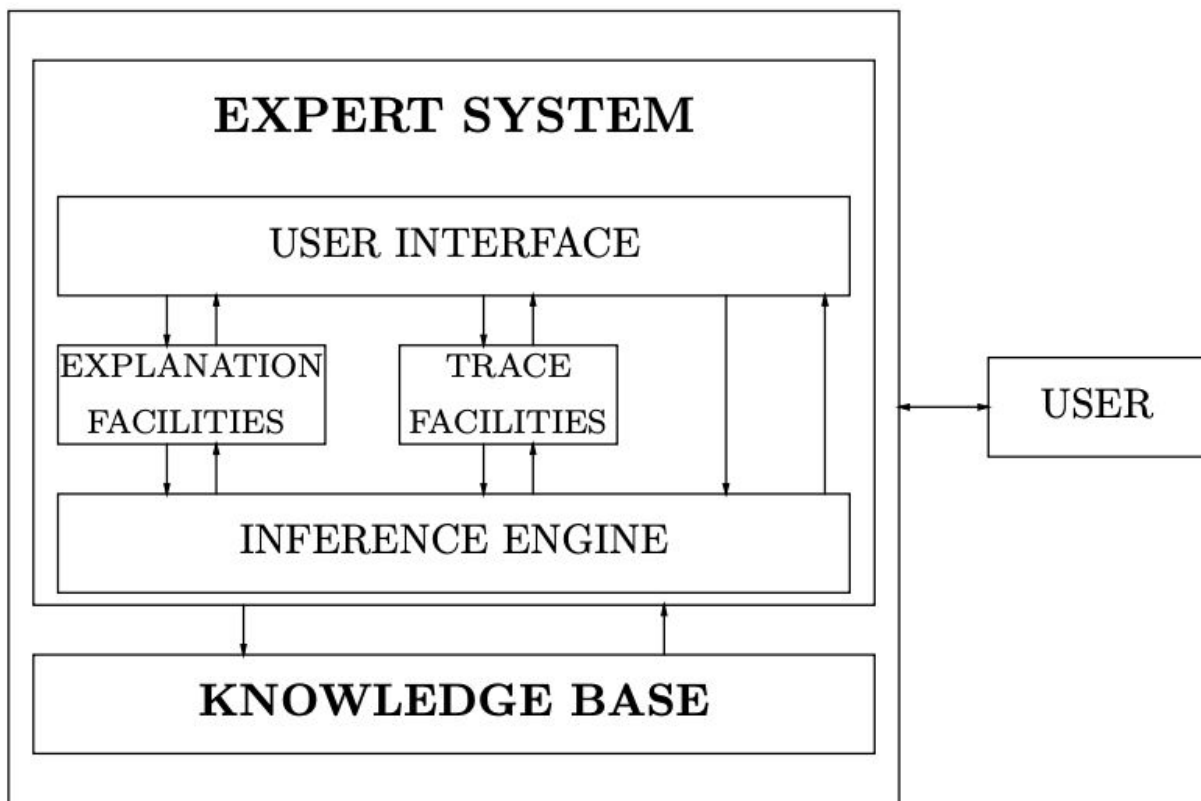 EXPERT SYSTEM
USER INTERFACE
EXPLANATION
FACILITIES
TRACE
FACILITIES
USER
INFERENCE ENGINE
KNOWLEDGE BASE